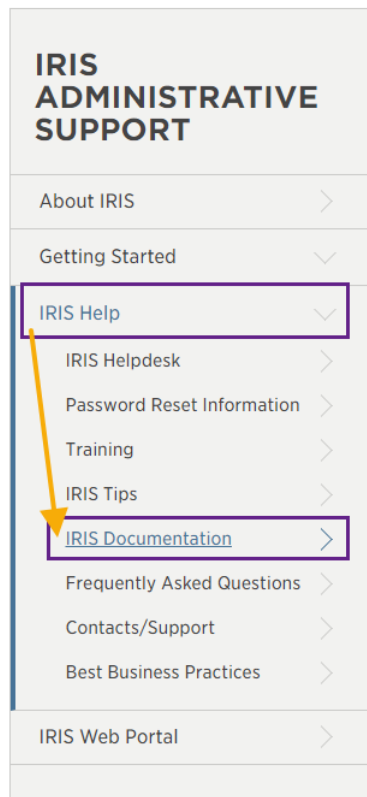 IRIS
ADMINISTRATIVE
SUPPORT
About IRIS
Getting Started
IRIS Help
IRIS Helpdesk
Password Reset Information
Training
IRIS Tips
IRIS Documentation
Frequently Asked Questions
Contacts/Support
Best Business Practices
IRIS Web Portal